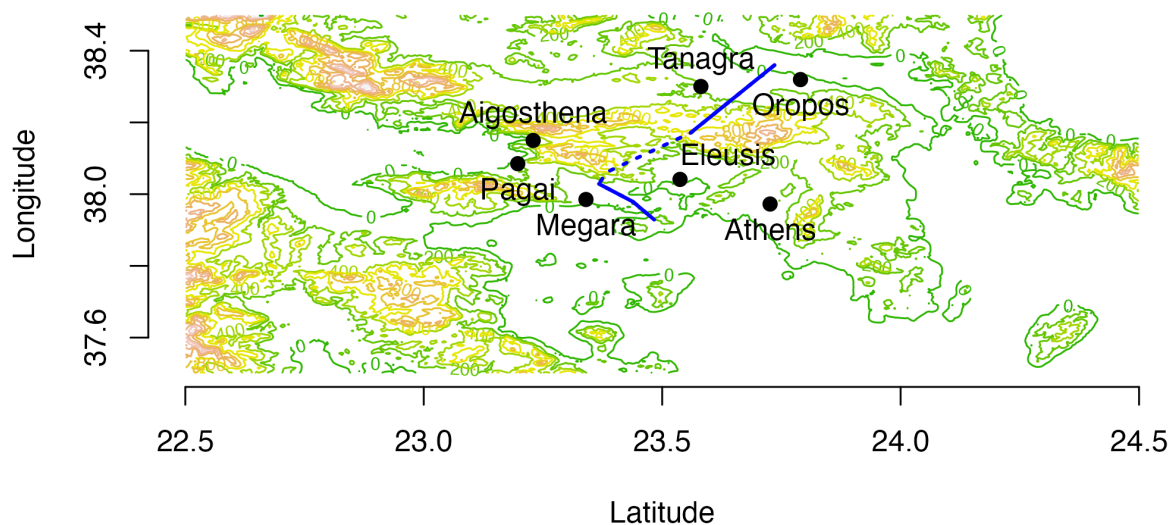 38.4
38.0
37.6
Longitude
Tanagra
Oropos
Aigosthena
Eleusis
Pagai
Megara
Athens
22.5 23.0 23.5 24.0 24.5
Latitude